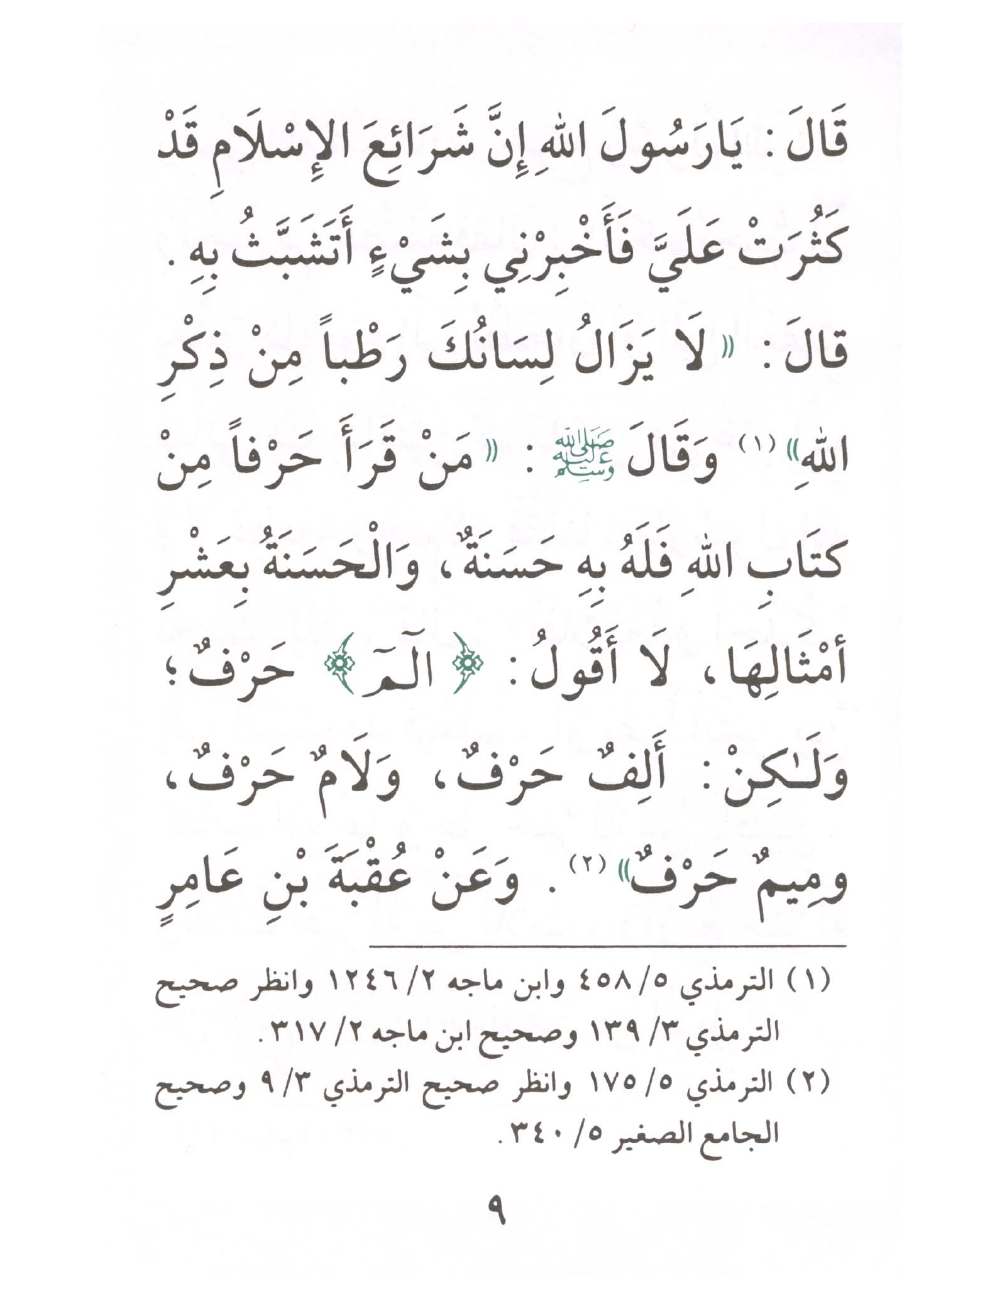 قَالَ : يَارَسُولَ اللهِ إِنَّ شَرَائِعَ الإِسْلَامِ قَدْ
كَثُرَتْ عَلَيَّ فَأَخْبِرْنِي بِشَيْءٍ أَتَشَبَّثُ بِهِ .
قالَ : « لَا يَزَالُ لِسَانُكَ رَطْباً مِنْ ذِكْرِ
اللهِ» (١) وَقَالَ ﷺ : « مَنْ قَرَأَ حَرْفاً مِنْ
كتَابِ اللهِ فَلَهُ بِهِ حَسَنَةٌ، وَالْحَسَنَةُ بِعَشْرِ
أمْثَالِهَا، لَا أَقُولُ : ﴿ الٓمٓ ﴾ حَرْفٌ؛
وَلَـٰكِنْ : أَلِفٌ حَرْفٌ، وَلَامٌ حَرْفٌ،
ومِيمٌ حَرْفٌ» (٢) . وَعَنْ عُقْبَةَ بْنِ عَامِرٍ
(١) الترمذي ٥/ ٤٥٨ وابن ماجه ٢/ ١٢٤٦ وانظر صحيح
الترمذي ٣/ ١٣٩ وصحيح ابن ماجه ٢/ ٣١٧ .
(٢) الترمذي ٥/ ١٧٥ وانظر صحيح الترمذي ٣/ ٩ وصحيح
الجامع الصغير ٥/ ٣٤٠ .
٩